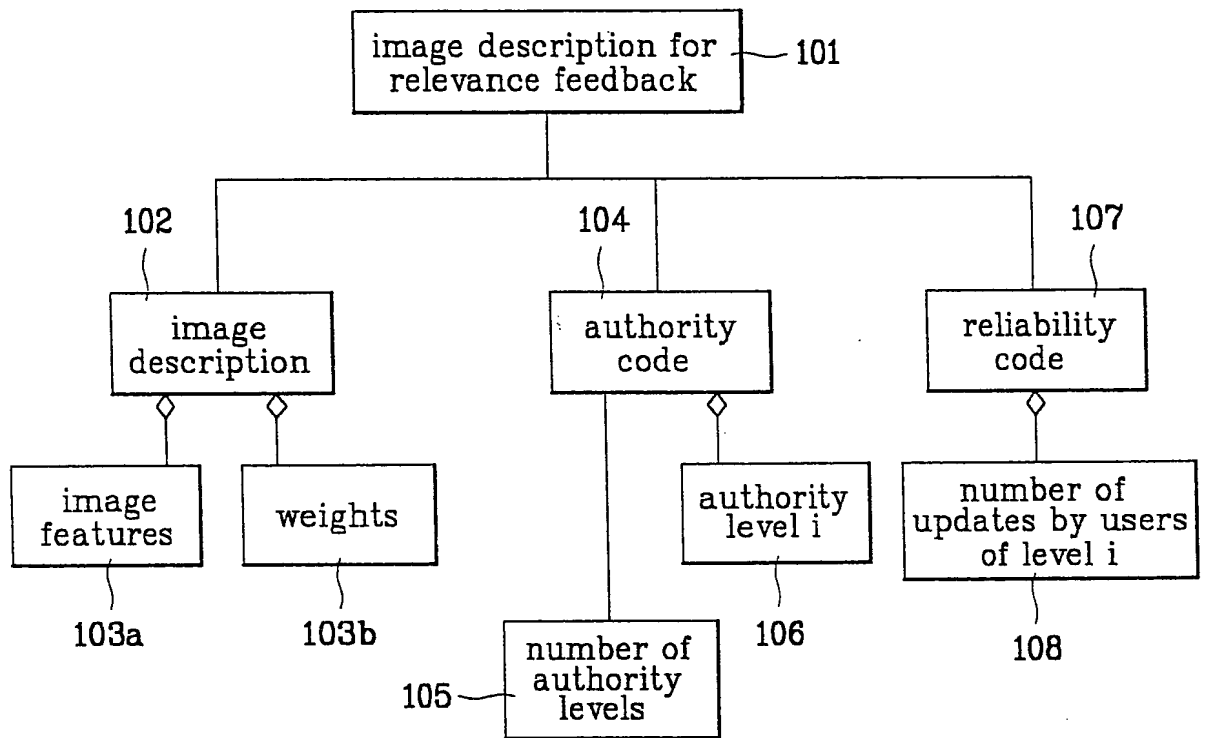 image description for
relevance feedback
101
102
104
107
image
description
authority
code
reliability
code
image
features
weights
authority
level i
number of
updates by users
of level i
103a
103b
106
108
number of
authority
levels
105